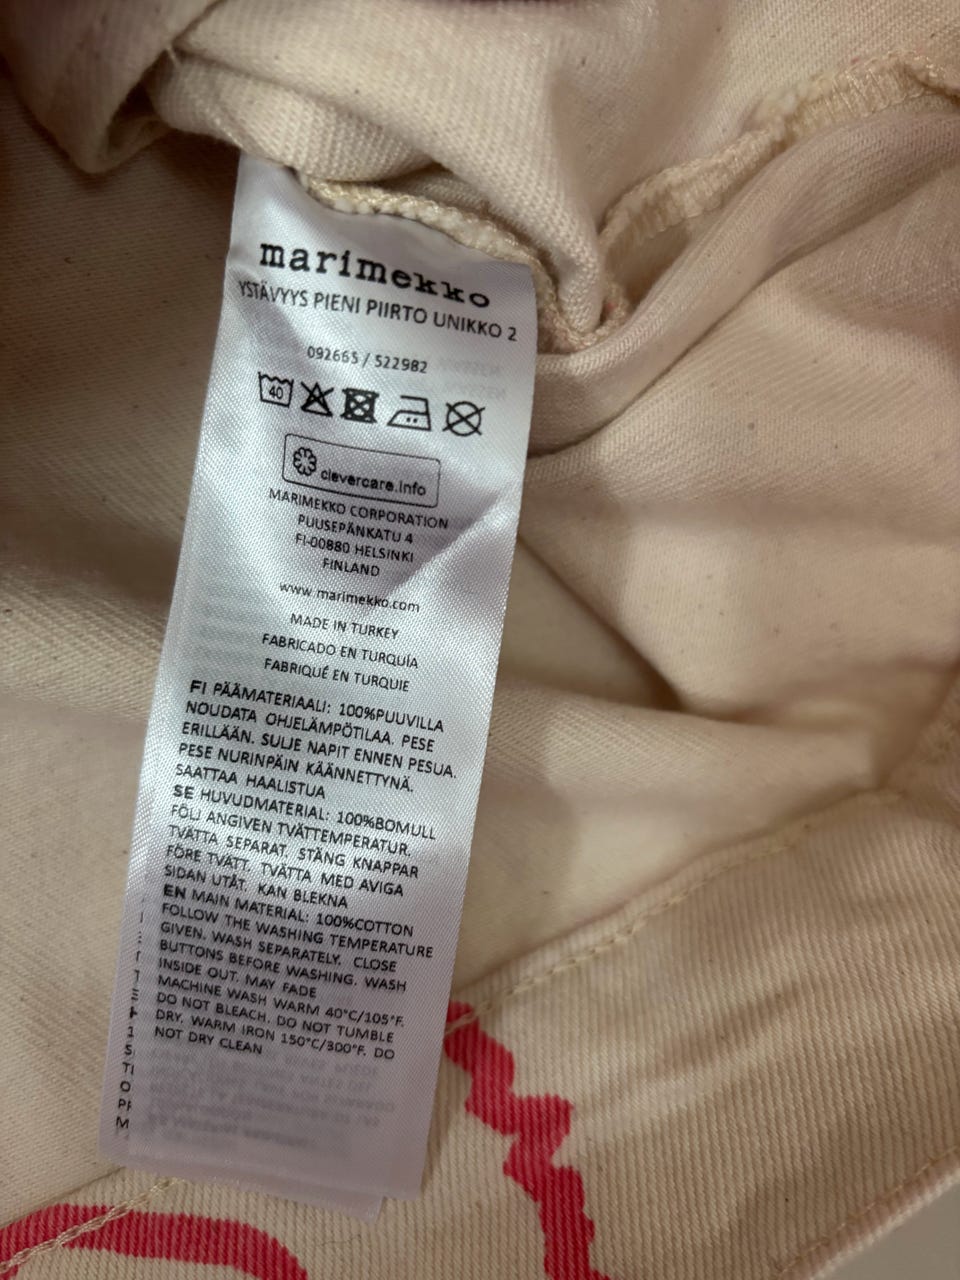 marimekko
YSTÄVYYS PIENI PIIRTO UNIKKO 2
092665 / 522982
40
clevercare.info
MARIMEKKO CORPORATION
PUUSEPÄNKATU 4
FI-00880 HELSINKI
FINLAND
www.marimekko.com
MADE IN TURKEY
FABRICADO EN TURQUÍA
FABRIQUÉ EN TURQUIE
FI PÄÄMATERIAALI: 100%PUUVILLA
NOUDATA OHJELÄMPÖTILAA. PESE
ERILLÄÄN. SULJE NAPIT ENNEN PESUA.
PESE NURINPÄIN KÄÄNNETTYNÄ.
SAATTAA HAALISTUA
SE HUVUDMATERIAL: 100%BOMULL
FÖLJ ANGIVEN TVÄTTEMPERATUR.
TVÄTTA SEPARAT. STÄNG KNAPPAR
FÖRE TVÄTT. TVÄTTA MED AVIGA
SIDAN UTÅT. KAN BLEKNA
EN MAIN MATERIAL: 100%COTTON
FOLLOW THE WASHING TEMPERATURE
GIVEN. WASH SEPARATELY. CLOSE
BUTTONS BEFORE WASHING. WASH
INSIDE OUT. MAY FADE
MACHINE WASH WARM 40°C/105°F.
DO NOT BLEACH. DO NOT TUMBLE
DRY. WARM IRON 150°C/300°F. DO
NOT DRY CLEAN